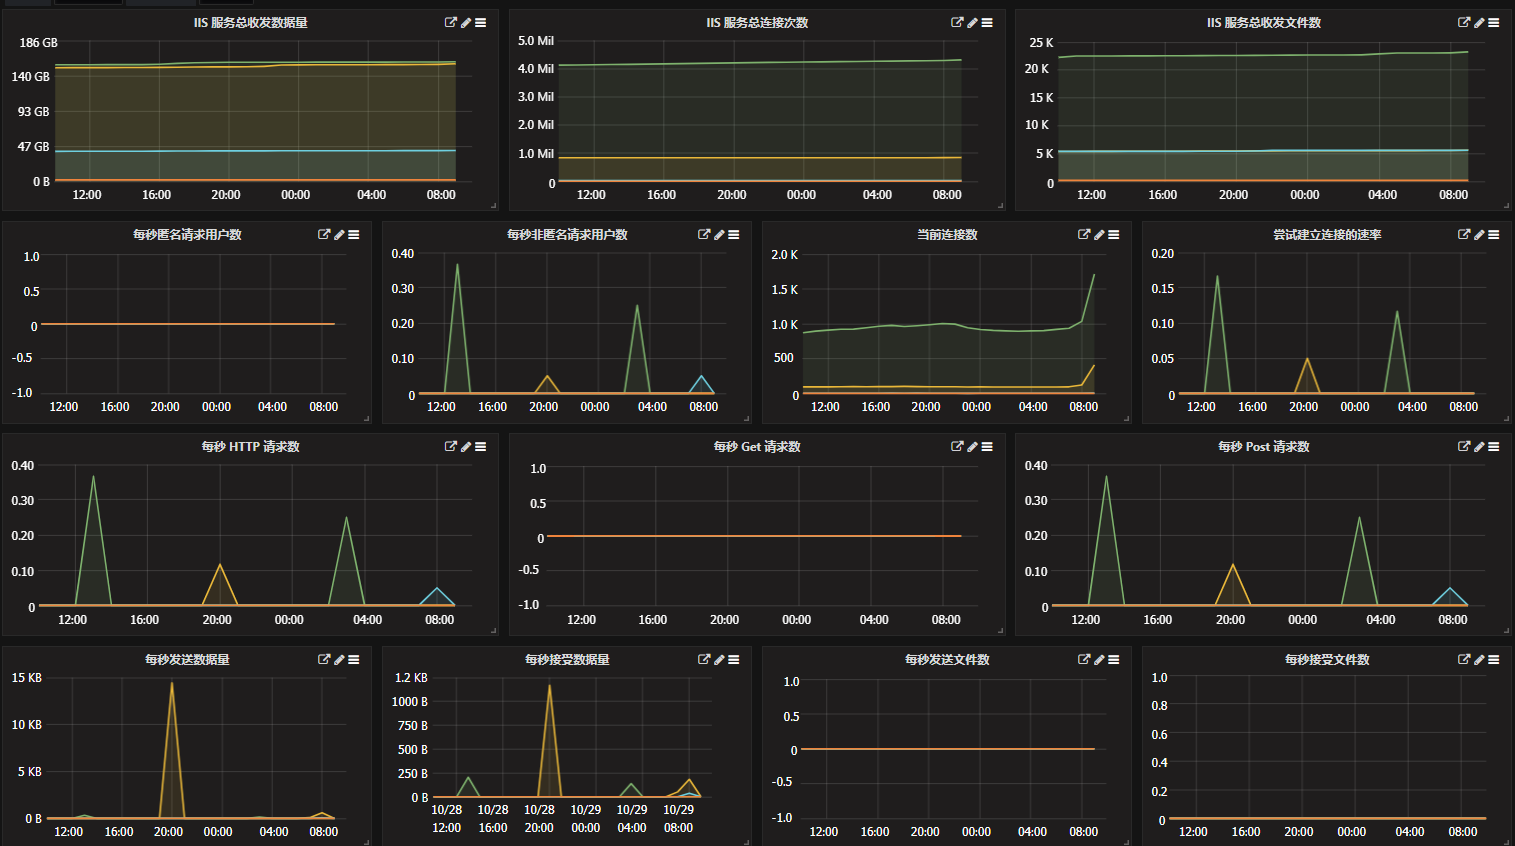 IIS 服务总收发数据量
186 GB
140 GB
93 GB
47 GB
0 B
12:00 16:00 20:00 00:00 04:00 08:00
IIS 服务总连接次数
5.0 Mil
4.0 Mil
3.0 Mil
2.0 Mil
1.0 Mil
0
12:00 16:00 20:00 00:00 04:00 08:00
IIS 服务总收发文件数
25 K
20 K
15 K
10 K
5 K
0
12:00 16:00 20:00 00:00 04:00 08:00
每秒匿名请求用户数
1.0
0.5
0
-0.5
-1.0
12:00 16:00 20:00 00:00 04:00 08:00
每秒非匿名请求用户数
0.40
0.30
0.20
0.10
0
12:00 16:00 20:00 00:00 04:00 08:00
当前连接数
2.0 K
1.5 K
1.0 K
500
0
12:00 16:00 20:00 00:00 04:00 08:00
尝试建立连接的速率
0.20
0.15
0.10
0.05
0
12:00 16:00 20:00 00:00 04:00 08:00
每秒 HTTP 请求数
0.40
0.30
0.20
0.10
0
12:00 16:00 20:00 00:00 04:00 08:00
每秒 Get 请求数
1.0
0.5
0
-0.5
-1.0
12:00 16:00 20:00 00:00 04:00 08:00
每秒 Post 请求数
0.40
0.30
0.20
0.10
0
12:00 16:00 20:00 00:00 04:00 08:00
每秒发送数据量
15 KB
10 KB
5 KB
0 B
12:00 16:00 20:00 00:00 04:00 08:00
每秒接受数据量
1.2 KB
1000 B
750 B
500 B
250 B
0 B
10/28 10/28 10/28 10/29 10/29 10/29
12:00 16:00 20:00 00:00 04:00 08:00
每秒发送文件数
1.0
0.5
0
-0.5
-1.0
12:00 16:00 20:00 00:00 04:00 08:00
每秒接受文件数
1.0
0.8
0.6
0.4
0.2
0
12:00 16:00 20:00 00:00 04:00 08:00